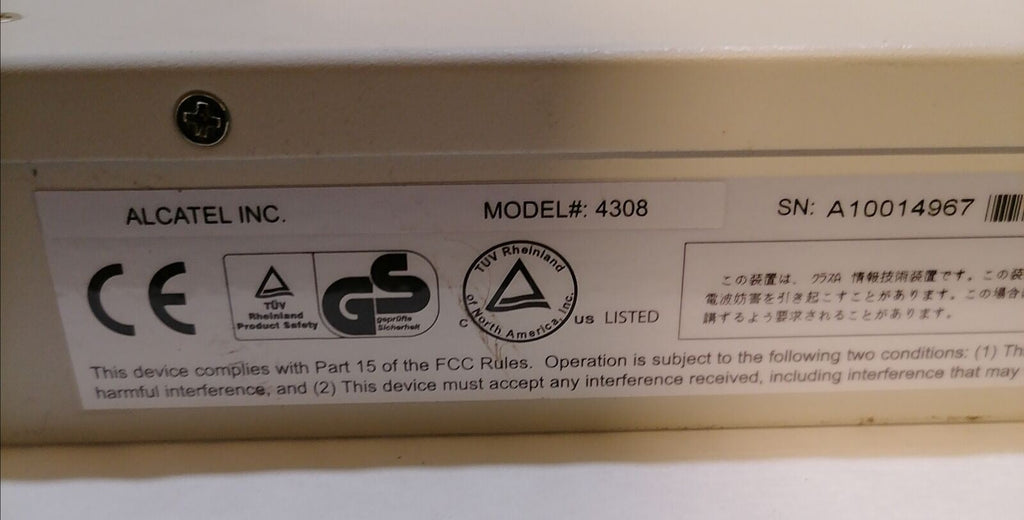 ALCATEL INC. MODEL#: 4308 SN: A10014967
CE
TÜV
Rheinland
Product Safety
GS
geprüfte
Sicherheit
TÜV Rheinland
of North America, Inc.
C US LISTED
この装置は、クラスA 情報技術装置です。この装
電波妨害を引き起こすことがあります。この場合
講ずるよう要求されることがあります。
This device complies with Part 15 of the FCC Rules. Operation is subject to the following two conditions: (1) Th
harmful interference, and (2) This device must accept any interference received, including interference that may